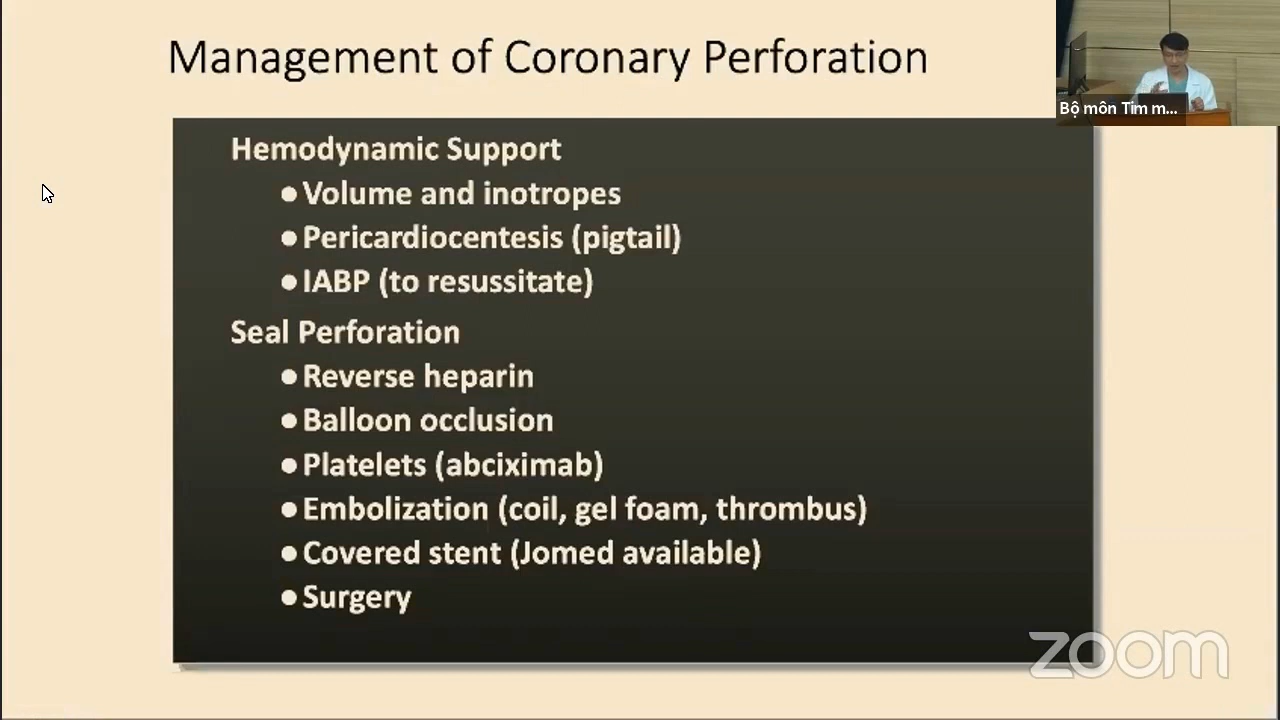 Management of Coronary Perforation
Bộ môn Tim m...
Hemodynamic Support
● Volume and inotropes
● Pericardiocentesis (pigtail)
● IABP (to resussitate)
Seal Perforation
● Reverse heparin
● Balloon occlusion
● Platelets (abciximab)
● Embolization (coil, gel foam, thrombus)
● Covered stent (Jomed available)
● Surgery
zoom